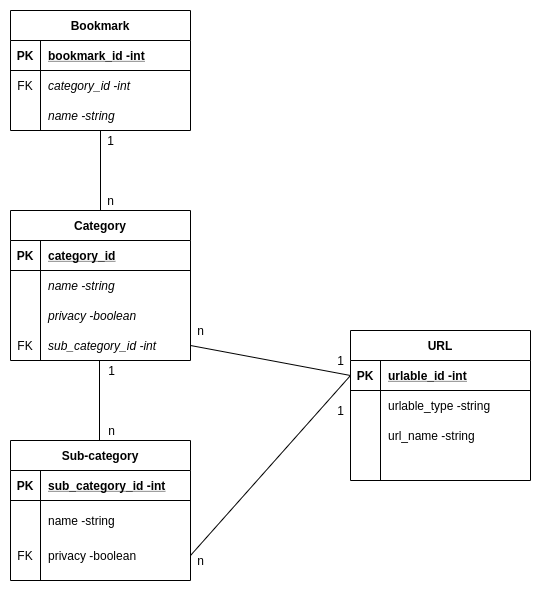 Bookmark
PK bookmark_id -int
FK category_id -int
name -string
1
n
Category
PK category_id
name -string
privacy -boolean
FK sub_category_id -int
n
1
URL
PK urlable_id -int
urlable_type -string
url_name -string
1
1
n
Sub-category
PK sub_category_id -int
name -string
FK privacy -boolean
n